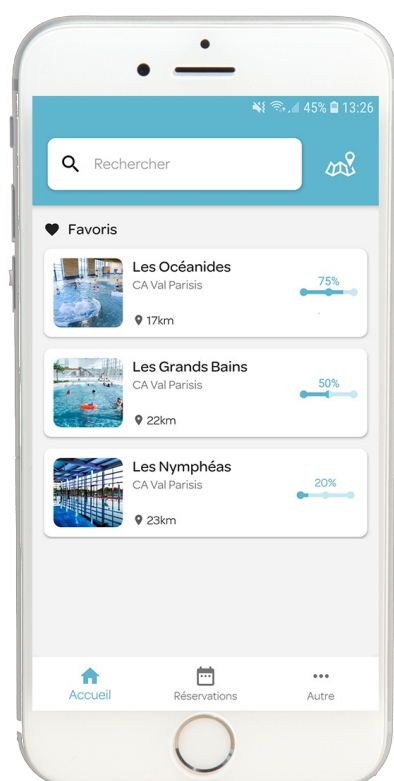 45% 13:26
Rechercher
Favoris
Les Océanides
CA Val Parisis
75%
17km
Les Grands Bains
CA Val Parisis
50%
22km
Les Nymphéas
CA Val Parisis
20%
23km
Accueil
Réservations
Autre